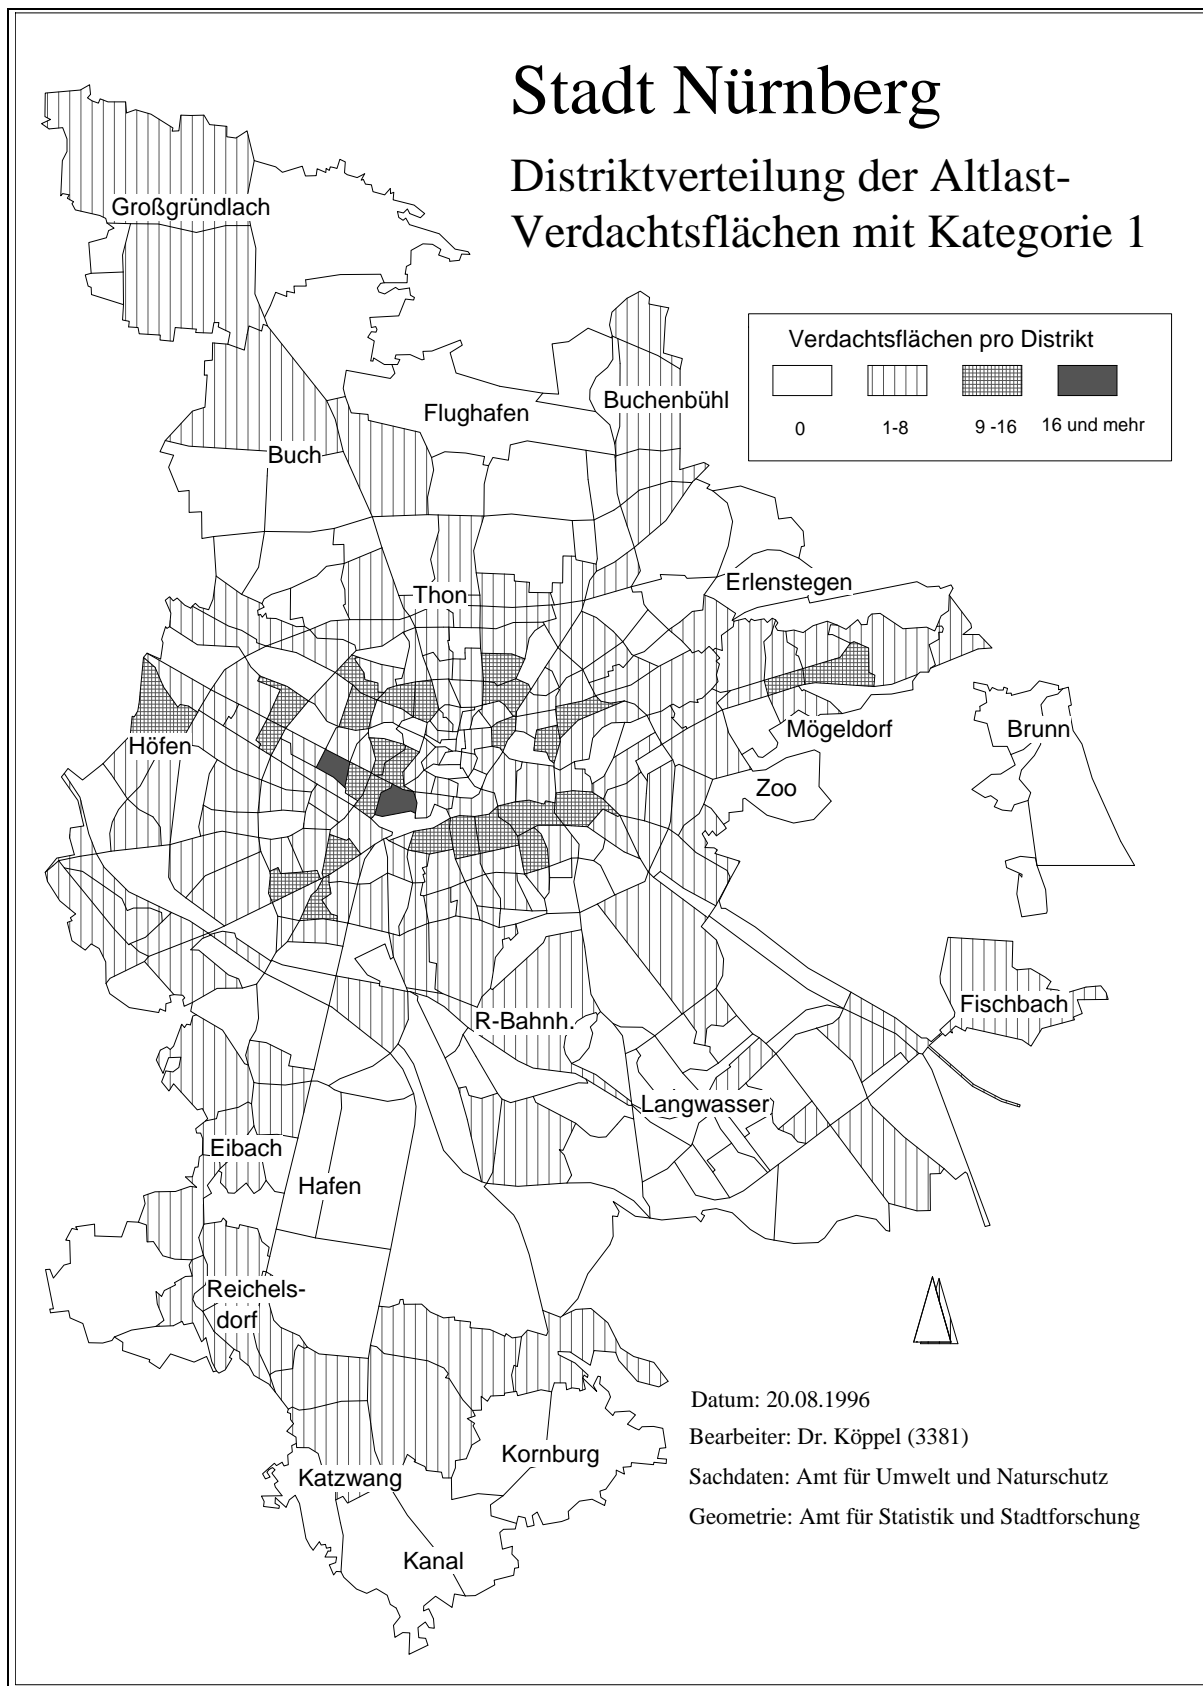 Stadt Nürnberg
Distriktverteilung der Altlast-
Verdachtsflächen mit Kategorie 1
Großgründlach
Verdachtsflächen pro Distrikt
0
1-8
9 -16
16 und mehr
Buchenbühl
Flughafen
Buch
Erlenstegen
Thon
Mögeldorf
Brunn
Höfen
Zoo
Fischbach
R-Bahnh.
Langwasser
Eibach
Hafen
Reichels-
dorf
Datum: 20.08.1996
Bearbeiter: Dr. Köppel (3381)
Kornburg
Katzwang
Sachdaten: Amt für Umwelt und Naturschutz
Geometrie: Amt für Statistik und Stadtforschung
Kanal